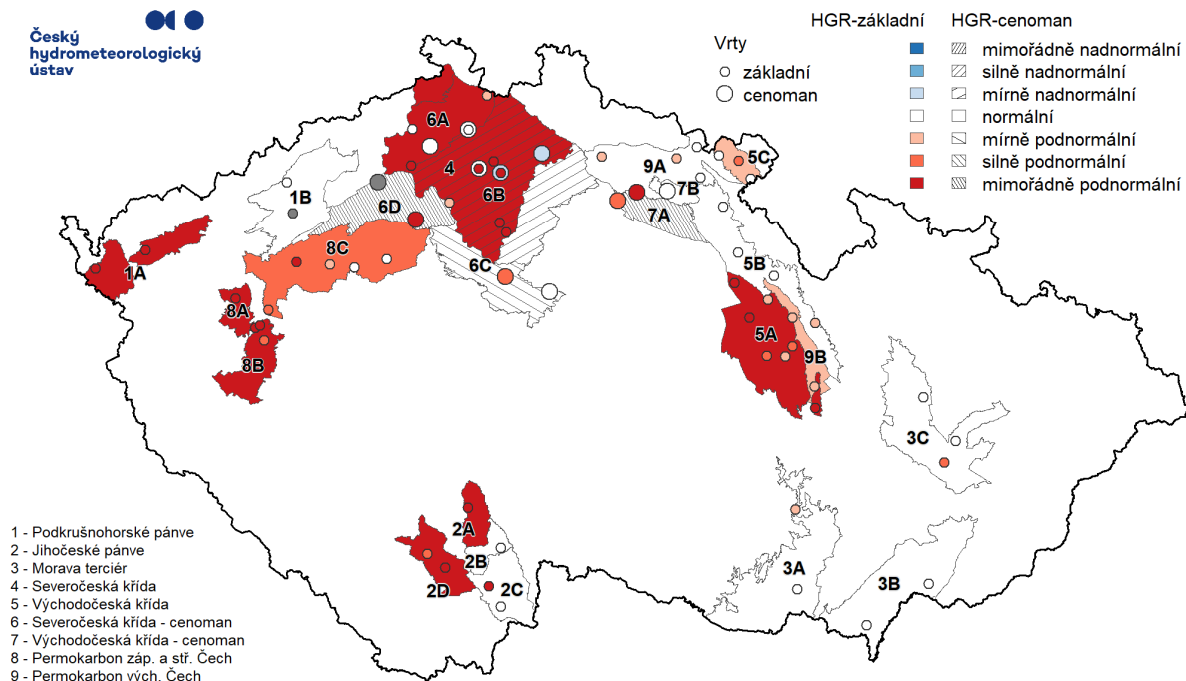 Český
hydrometeorologický
ústav
HGR-základní
HGR-cenoman
Vrty
základní
cenoman
mimořádně nadnormální
silně nadnormální
mírně nadnormální
normální
mírně podnormální
silně podnormální
mimořádně podnormální
6A
4
6B
1B
6D
9A
7B
5C
7A
1A
8C
6C
5B
8A
8B
5A
9B
3C
2A
2B
2D
2C
3A
3B
1 - Podkrušnohorské pánve
2 - Jihočeské pánve
3 - Morava terciér
4 - Severočeská křída
5 - Východočeská křída
6 - Severočeská křída - cenoman
7 - Východočeská křída - cenoman
8 - Permokarbon záp. a stř. Čech
9 - Permokarbon vých. Čech